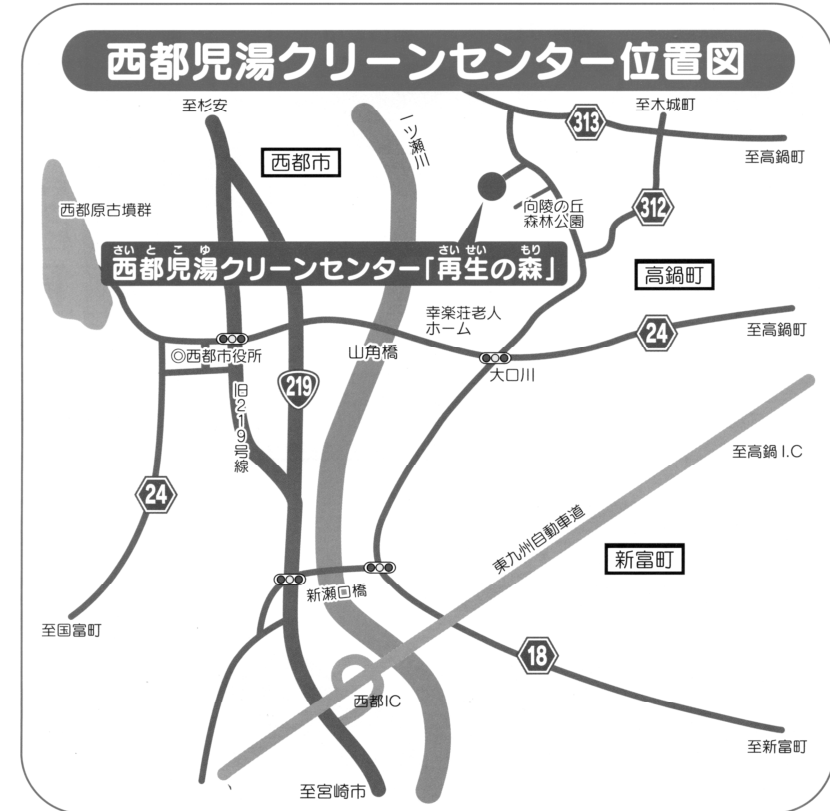 西都児湯クリーンセンター位置図
至杉安
一ツ瀬川
313
至木城町
至高鍋町
西都市
西都原古墳群
向陵の丘
森林公園
312
さいとこゆ
さいせい
もり
西都児湯クリーンセンター「再生の森」
高鍋町
幸楽荘老人
ホーム
24
至高鍋町
◎西都市役所
山角橋
大口川
219
旧219号線
至高鍋I.C
24
東九州自動車道
新富町
新瀬口橋
至国富町
18
西都IC
至新富町
至宮崎市